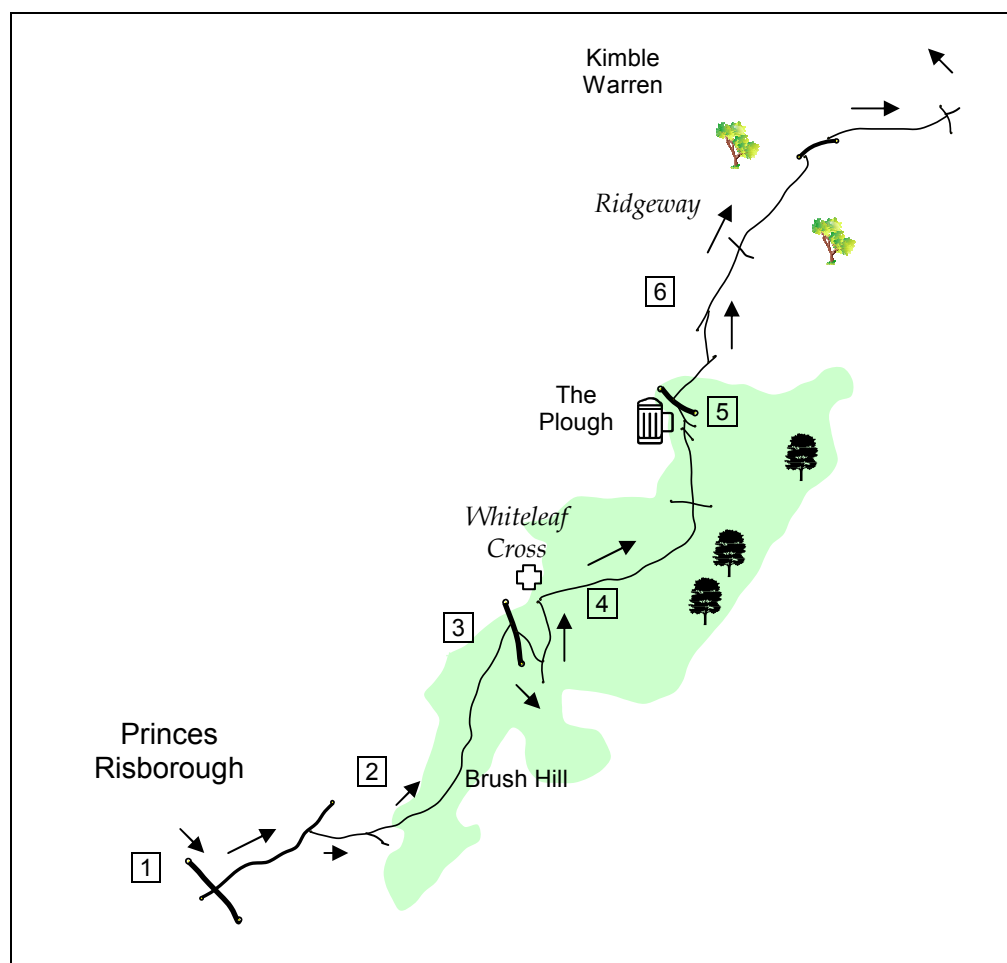 Kimble
Warren
Ridgeway
6
The
Plough
5
Whiteleaf
Cross
4
3
Princes
Risborough
2
Brush Hill
1